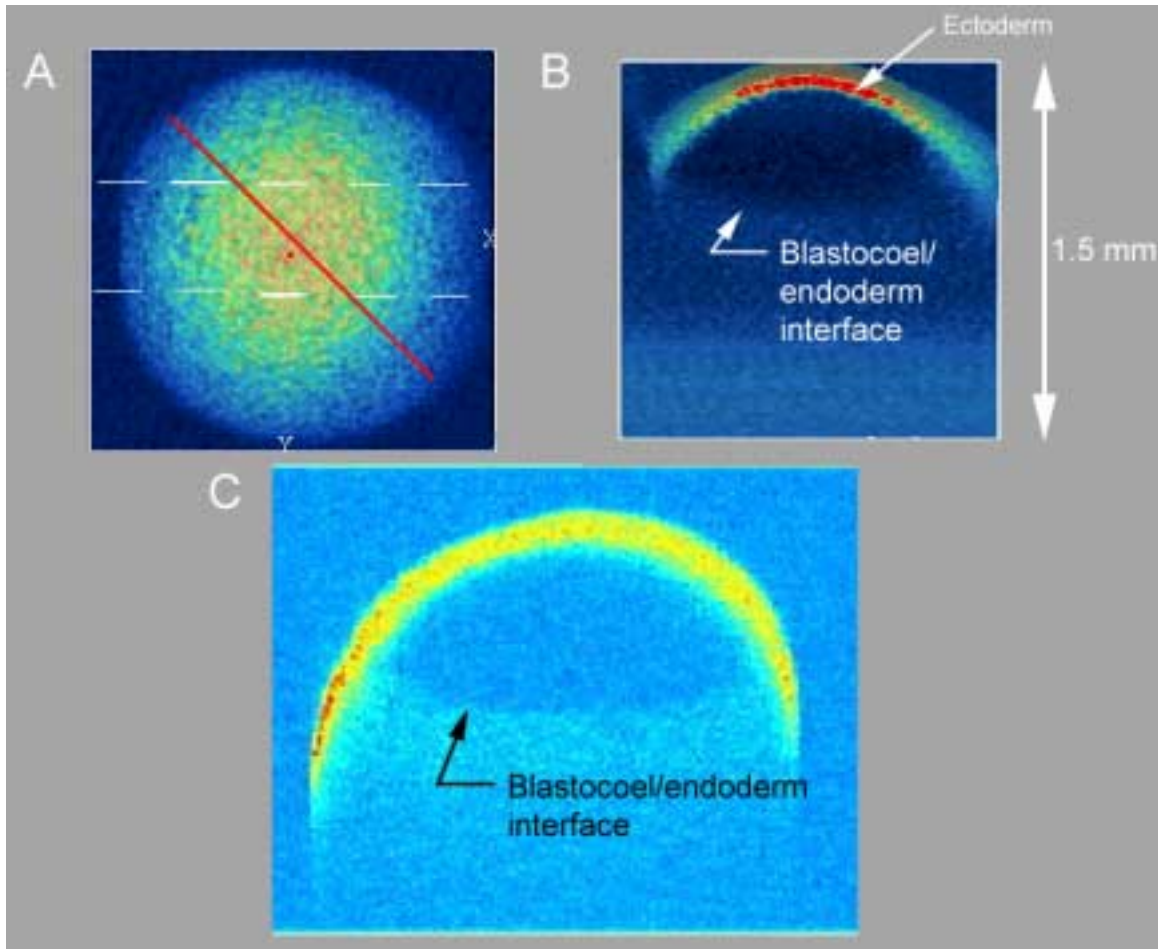 A
X
Y
B
Ectoderm
Blastocoel/
endoderm
interface
1.5 mm
C
Blastocoel/endoderm
interface